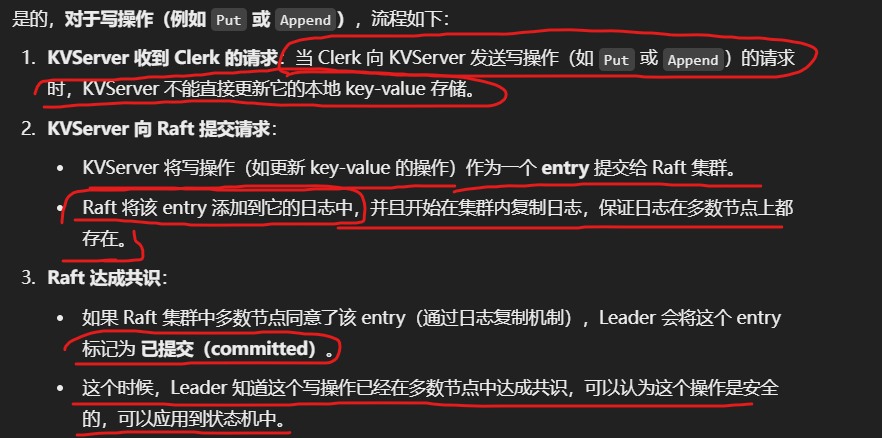 是的，对于写操作（例如 Put 或 Append），流程如下：
1. KVServer 收到 Clerk 的请求：当 Clerk 向 KVServer 发送写操作（如 Put 或 Append）的请求
时，KVServer 不能直接更新它的本地 key-value 存储。
2. KVServer 向 Raft 提交请求：
• KVServer 将写操作（如更新 key-value 的操作）作为一个 entry 提交给 Raft 集群。
• Raft 将该 entry 添加到它的日志中，并且开始在集群内复制日志，保证日志在多数节点上都
存在。
3. Raft 达成共识：
• 如果 Raft 集群中多数节点同意了该 entry（通过日志复制机制），Leader 会将这个 entry
标记为 已提交（committed）。
• 这个时候，Leader 知道这个写操作已经在多数节点中达成共识，可以认为这个操作是安全
的，可以应用到状态机中。